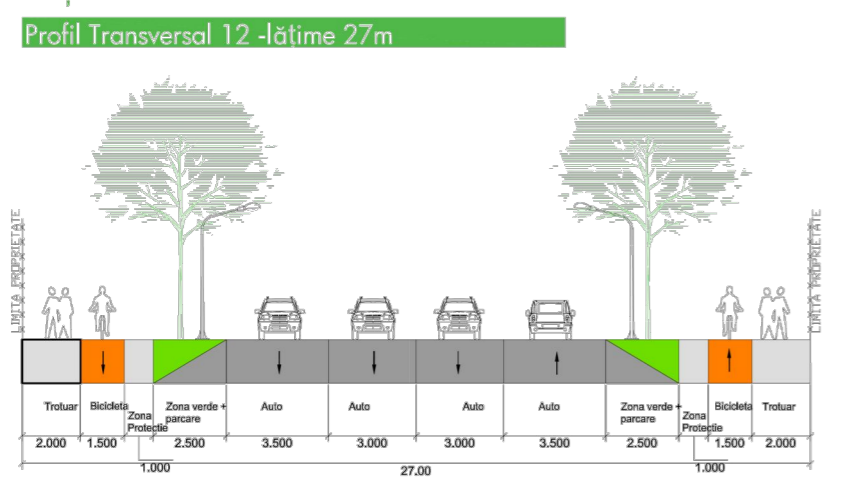 Profil Transversal 12 -lățime 27m
LIMITA PROPRIETATE
LIMITA PROPRIETATE
Trotuar
Bicicleta
Zona
Protectie
Zona verde +
parcare
Auto
Auto
Auto
Auto
Zona verde +
parcare
Zona
Protectie
Bicicleta
Trotuar
2.000
1.500
2.500
3.500
3.000
3.000
3.500
2.500
1.500
2.000
1.000
27.00
1.000